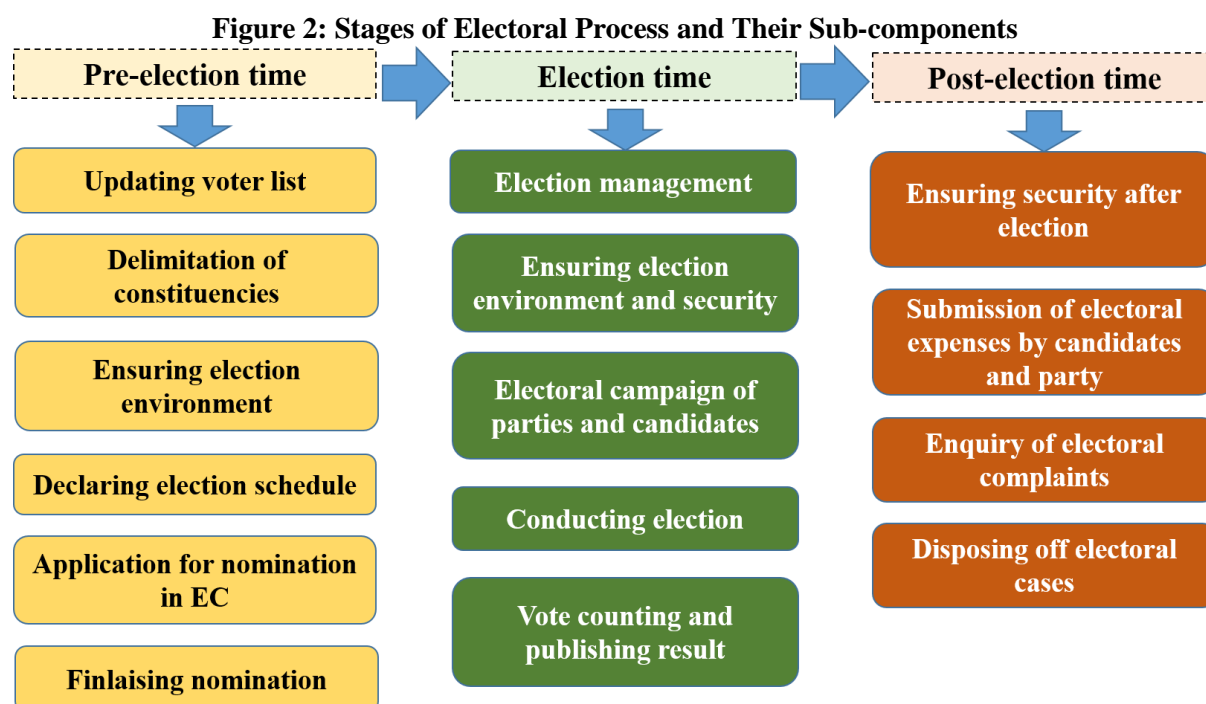 Figure 2: Stages of Electoral Process and Their Sub-components
Pre-election time
Election time
Post-election time
Updating voter list
Delimitation of
constituencies
Ensuring election
environment
Declaring election schedule
Application for nomination
in EC
Finlaising nomination
Election management
Ensuring election
environment and security
Electoral campaign of
parties and candidates
Conducting election
Vote counting and
publishing result
Ensuring security after
election
Submission of electoral
expenses by candidates
and party
Enquiry of electoral
complaints
Disposing off electoral
cases